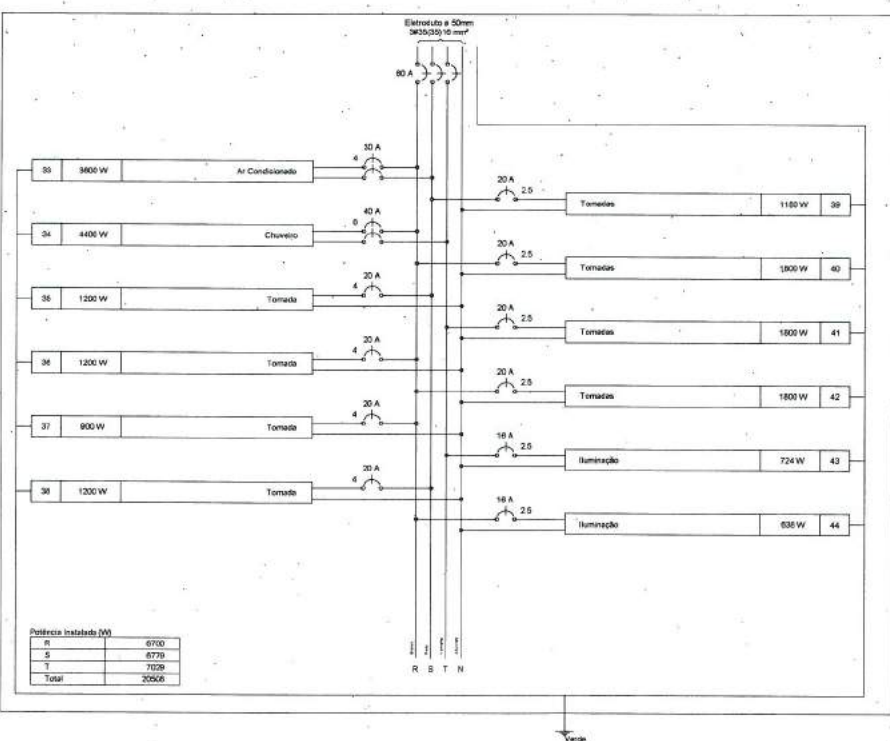 Eletroduto ø 50mm
3#35(35)16 mm²
60 A
30 A
4
33 3600 W Ar Condicionado
40 A
6
34 4400 W Chuveiro
20 A
4
35 1200 W Tomada
20 A
4
36 1200 W Tomada
20 A
4
37 900 W Tomada
20 A
4
38 1200 W Tomada
20 A
2.5
Tomadas 1100 W 39
20 A
2.5
Tomadas 1800 W 40
20 A
2.5
Tomadas 1800 W 41
20 A
2.5
Tomadas 1800 W 42
16 A
2.5
Iluminação 724 W 43
16 A
2.5
Iluminação 638 W 44
Potência Instalada (W)
R 6700
S 6779
T 7029
Total 20508
R S T N
Verde